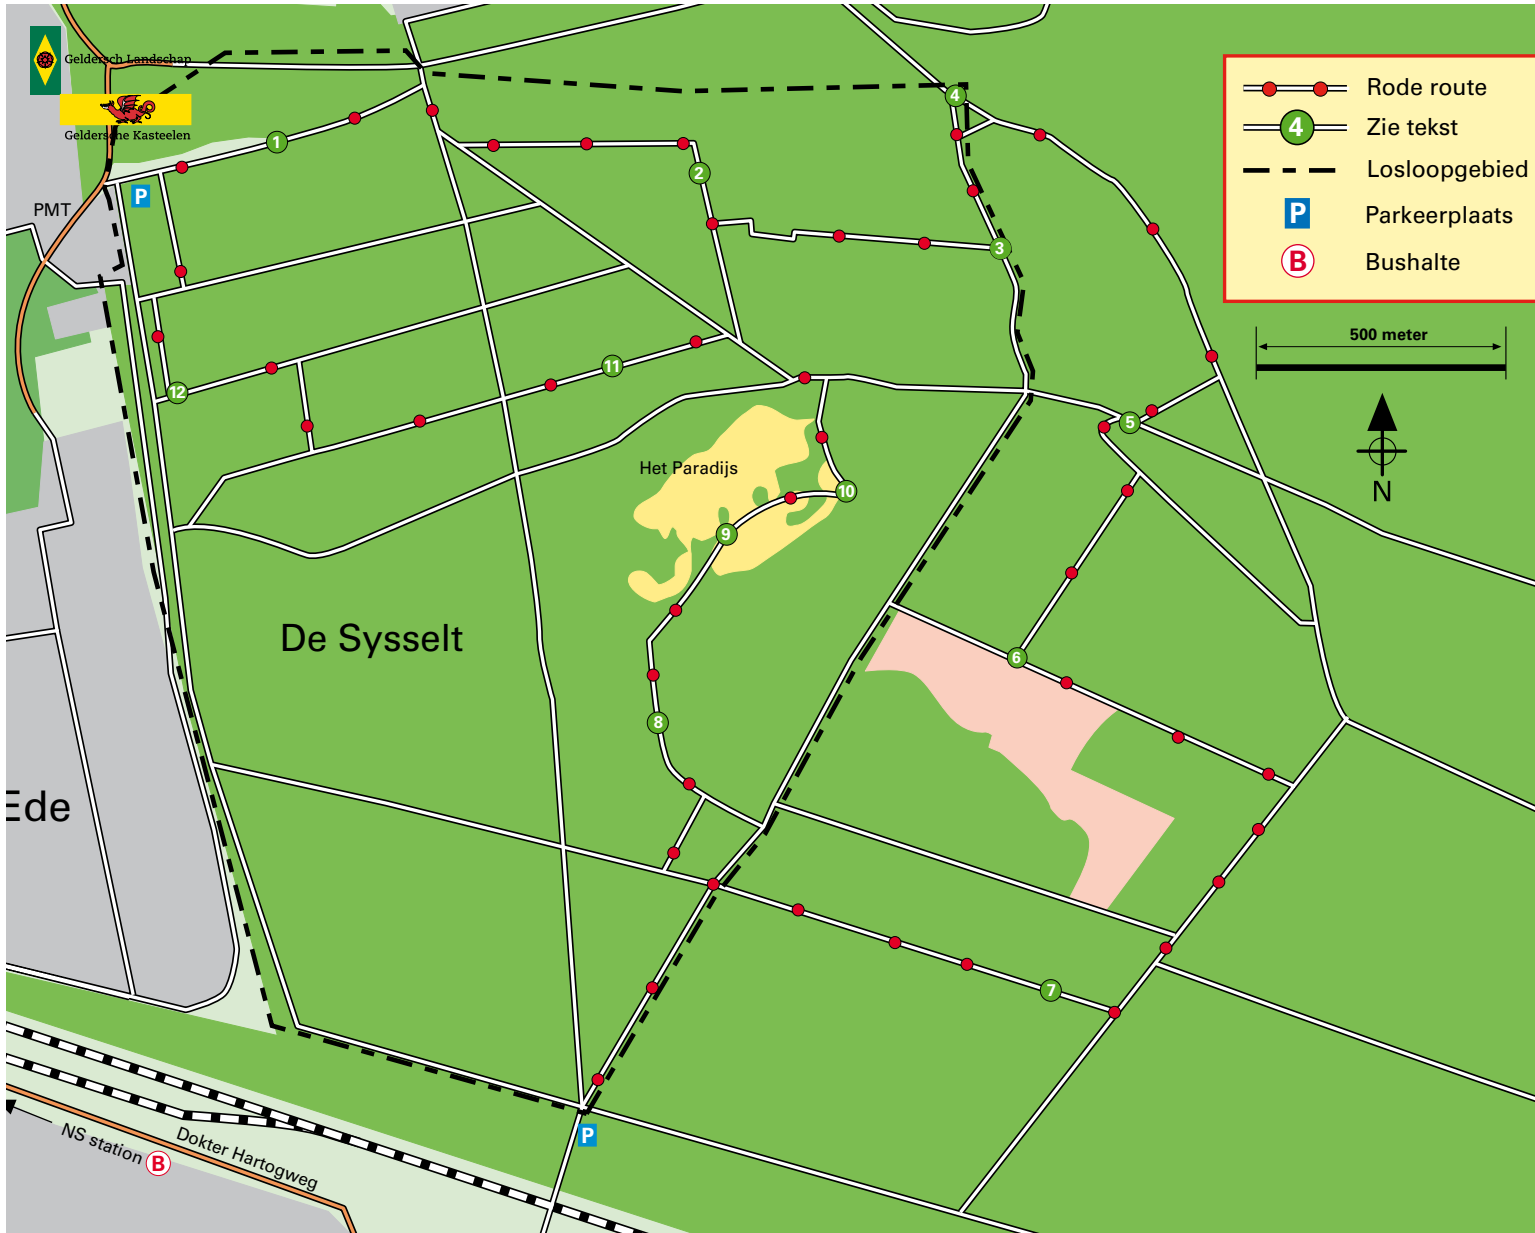 Geldersch Landschap
Geldersche Kasteelen
PMT
P
1
2
3
4
5
6
7
8
9
10
11
12
Het Paradijs
De Sysselt
Ede
P
NS station B
Dokter Hartogweg
Rode route
4 Zie tekst
Losloopgebied
P Parkeerplaats
B Bushalte
500 meter
N